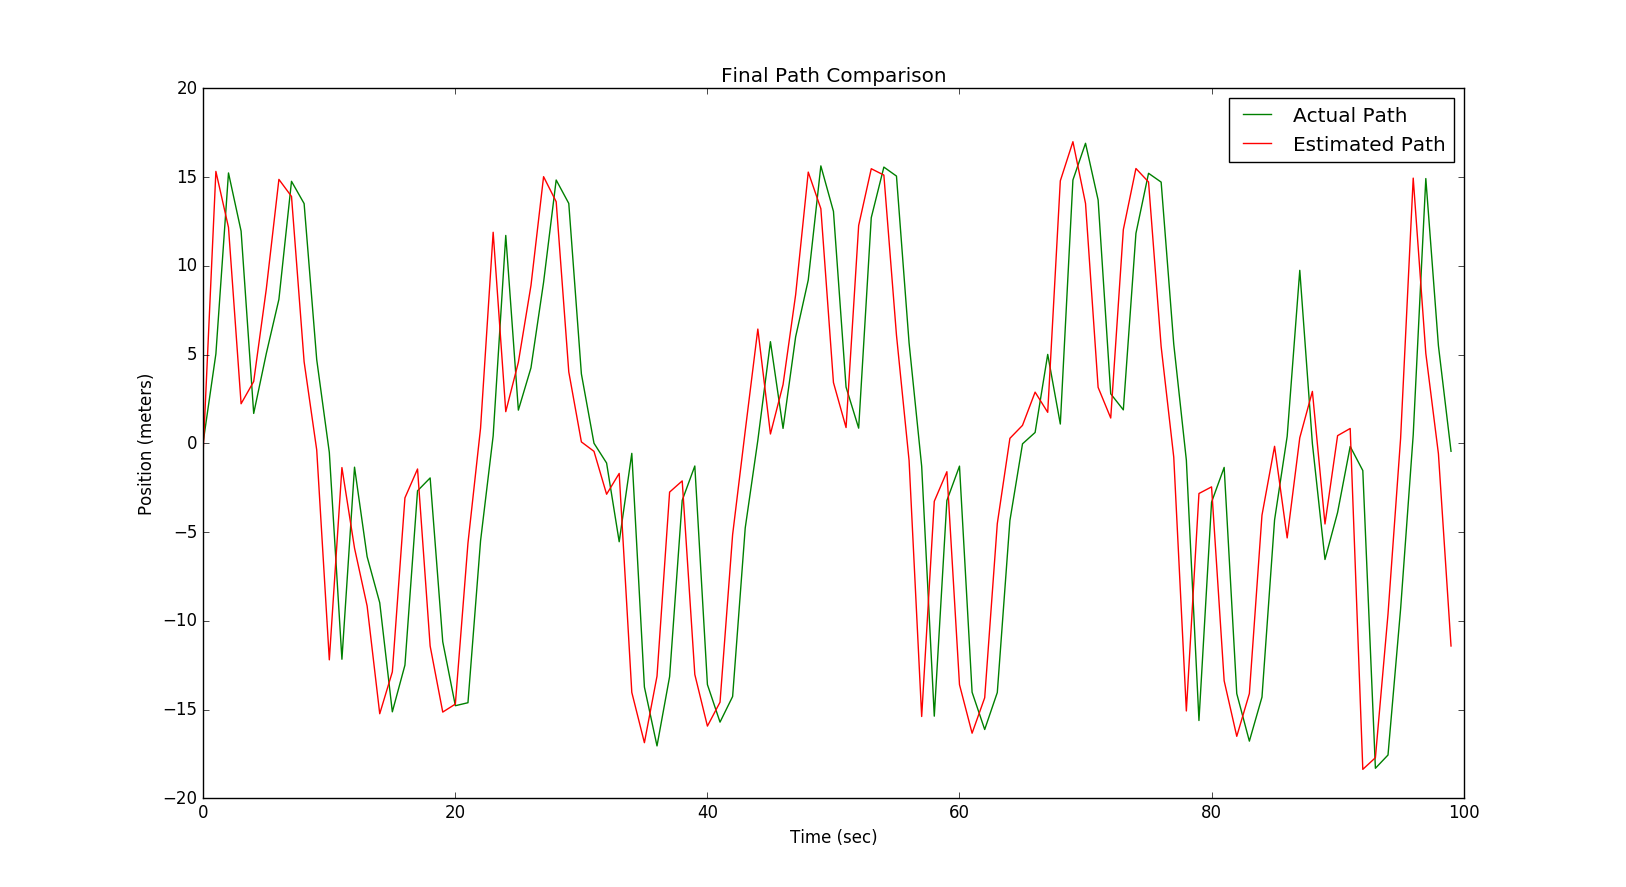 Final Path Comparison
Actual Path
Estimated Path
20
15
10
5
0
−5
−10
−15
−20
Position (meters)
0 20 40 60 80 100
Time (sec)